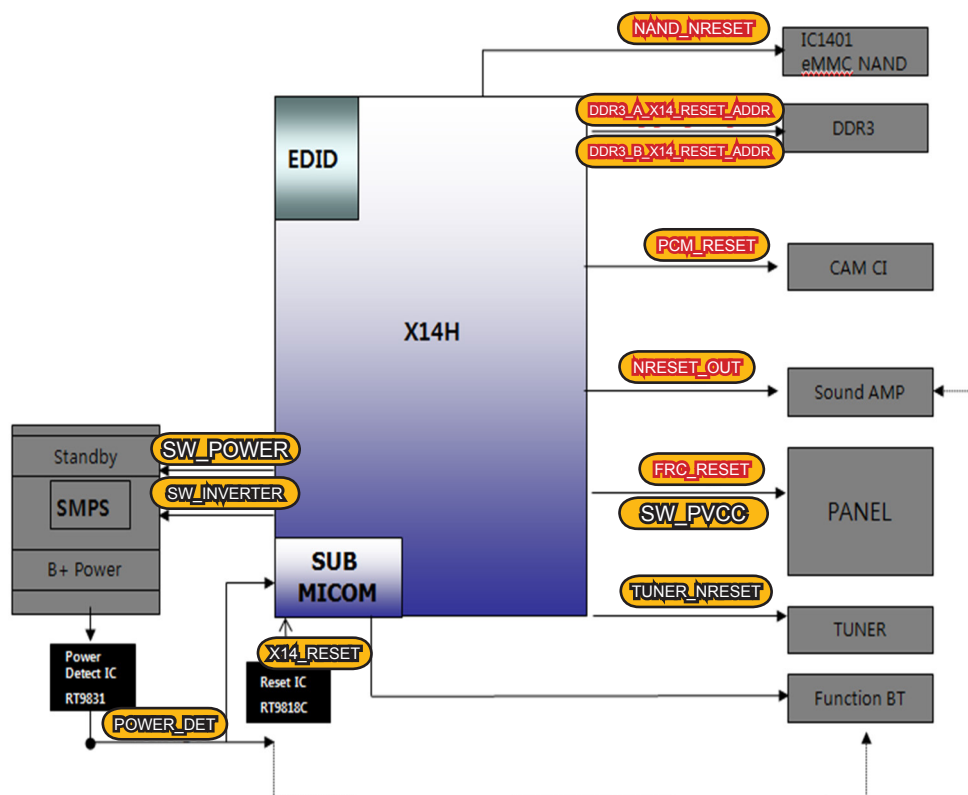 NAND_NRESET
IC1401
eMMC NAND
DDR3_A_X14_RESET_ADDR
DDR3
DDR3_B_X14_RESET_ADDR
EDID
PCM_RESET
CAM CI
X14H
NRESET_OUT
Sound AMP
SW_POWER
Standby
FRC_RESET
SW_INVERTER
SMPS
SW_PVCC
PANEL
SUB
MICOM
B+ Power
TUNER_NRESET
TUNER
X14_RESET
Power
Detect IC
RT9831
Reset IC
RT9818C
Function BT
POWER_DET